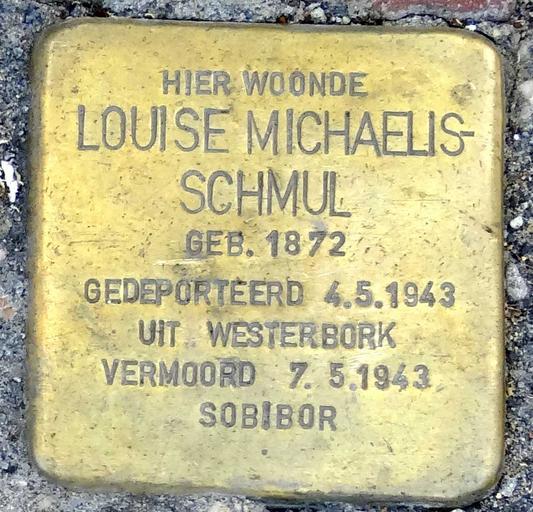 HIER WOONDE
LOUISE MICHAELIS-
SCHMUL
GEB. 1872
GEDEPORTEERD 4.5.1943
UIT WESTERBORK
VERMOORD 7. 5.1943
SOBIBOR